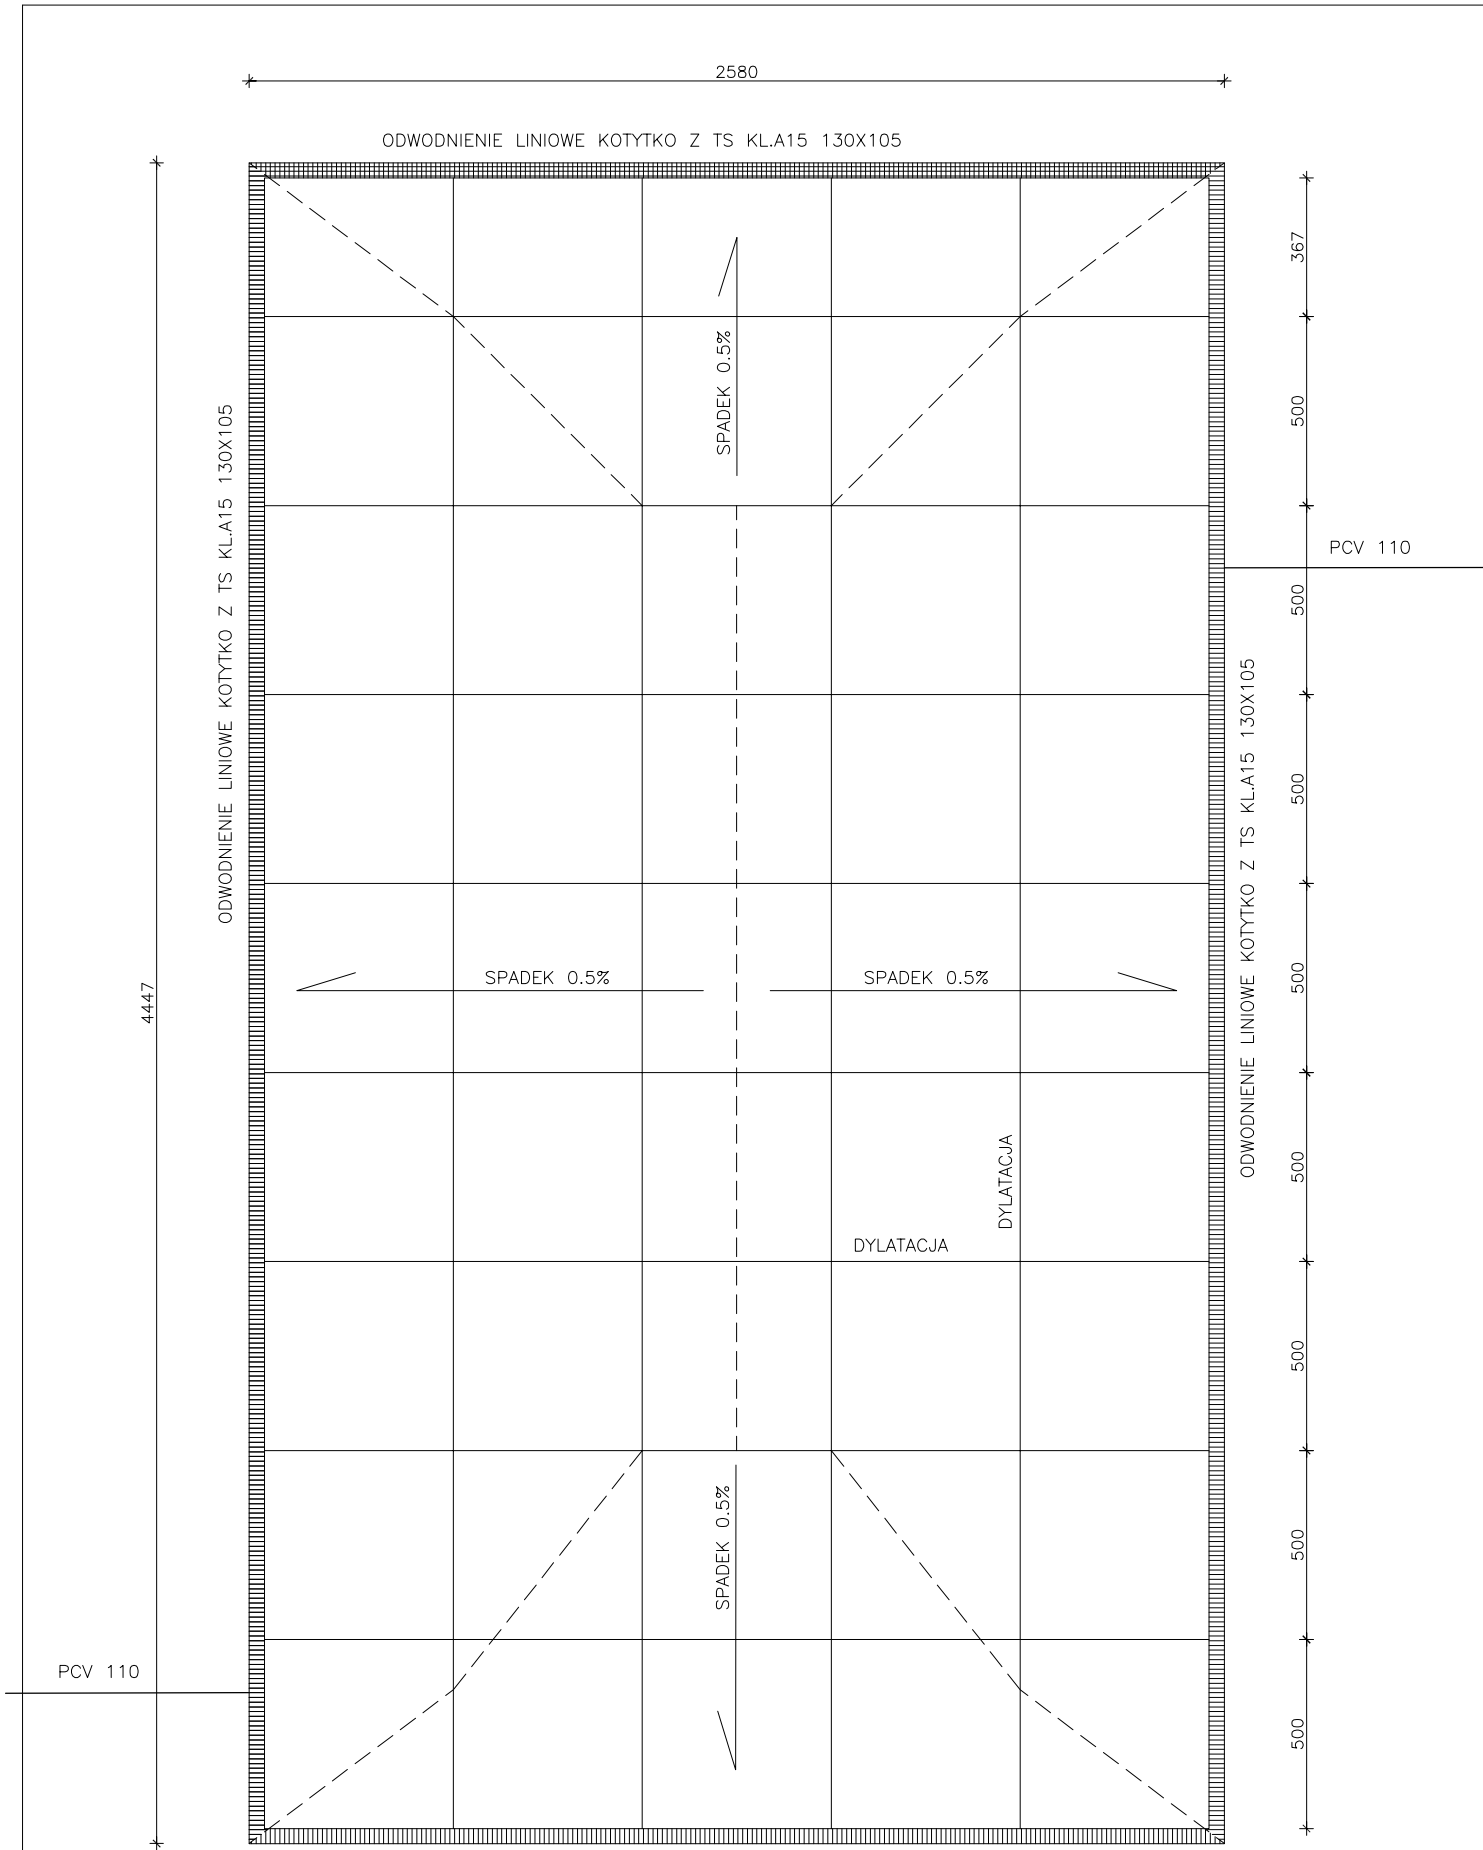 2580
ODWODNIENIE LINIOWE KOTYTKO Z TS KL.A15 130X105
367
SPADEK 0.5%
500
ODWODNIENIE LINIOWE KOTYTKO Z TS KL.A15 130X105
PCV 110
500
500
ODWODNIENIE LINIOWE KOTYTKO Z TS KL.A15 130X105
4447
SPADEK 0.5%
SPADEK 0.5%
500
DYLATACJA
500
DYLATACJA
500
SPADEK 0.5%
500
PCV 110
500